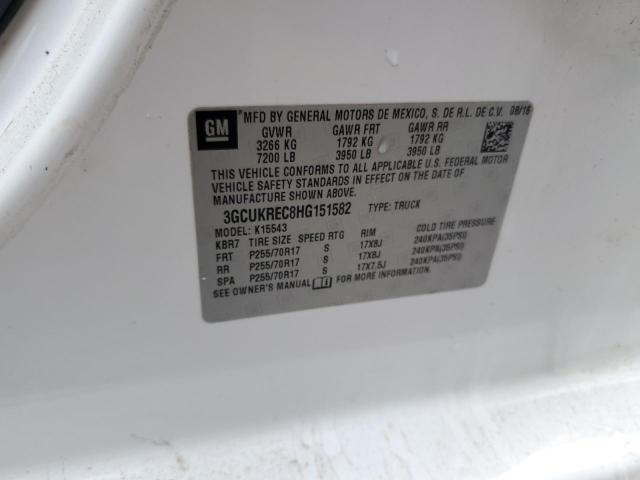 GM
MFD BY GENERAL MOTORS DE MEXICO, S. DE R.L. DE C.V. 08/16
GVWR GAWR FRT GAWR RR
3266 KG 1792 KG 1792 KG
7200 LB 3950 LB 3950 LB
THIS VEHICLE CONFORMS TO ALL APPLICABLE U.S. FEDERAL MOTOR
VEHICLE SAFETY STANDARDS IN EFFECT ON THE DATE OF
MANUFACTURE SHOWN ABOVE.
3GCUKREC8HG151582 TYPE: TRUCK
MODEL: K15543
KBR7 TIRE SIZE SPEED RTG RIM COLD TIRE PRESSURE
FRT P255/70R17 S 17X8J 240KPA(35PSI)
RR P255/70R17 S 17X8J 240KPA(35PSI)
SPA P255/70R17 S 17X7.5J 240KPA(35PSI)
SEE OWNER'S MANUAL FOR MORE INFORMATION.